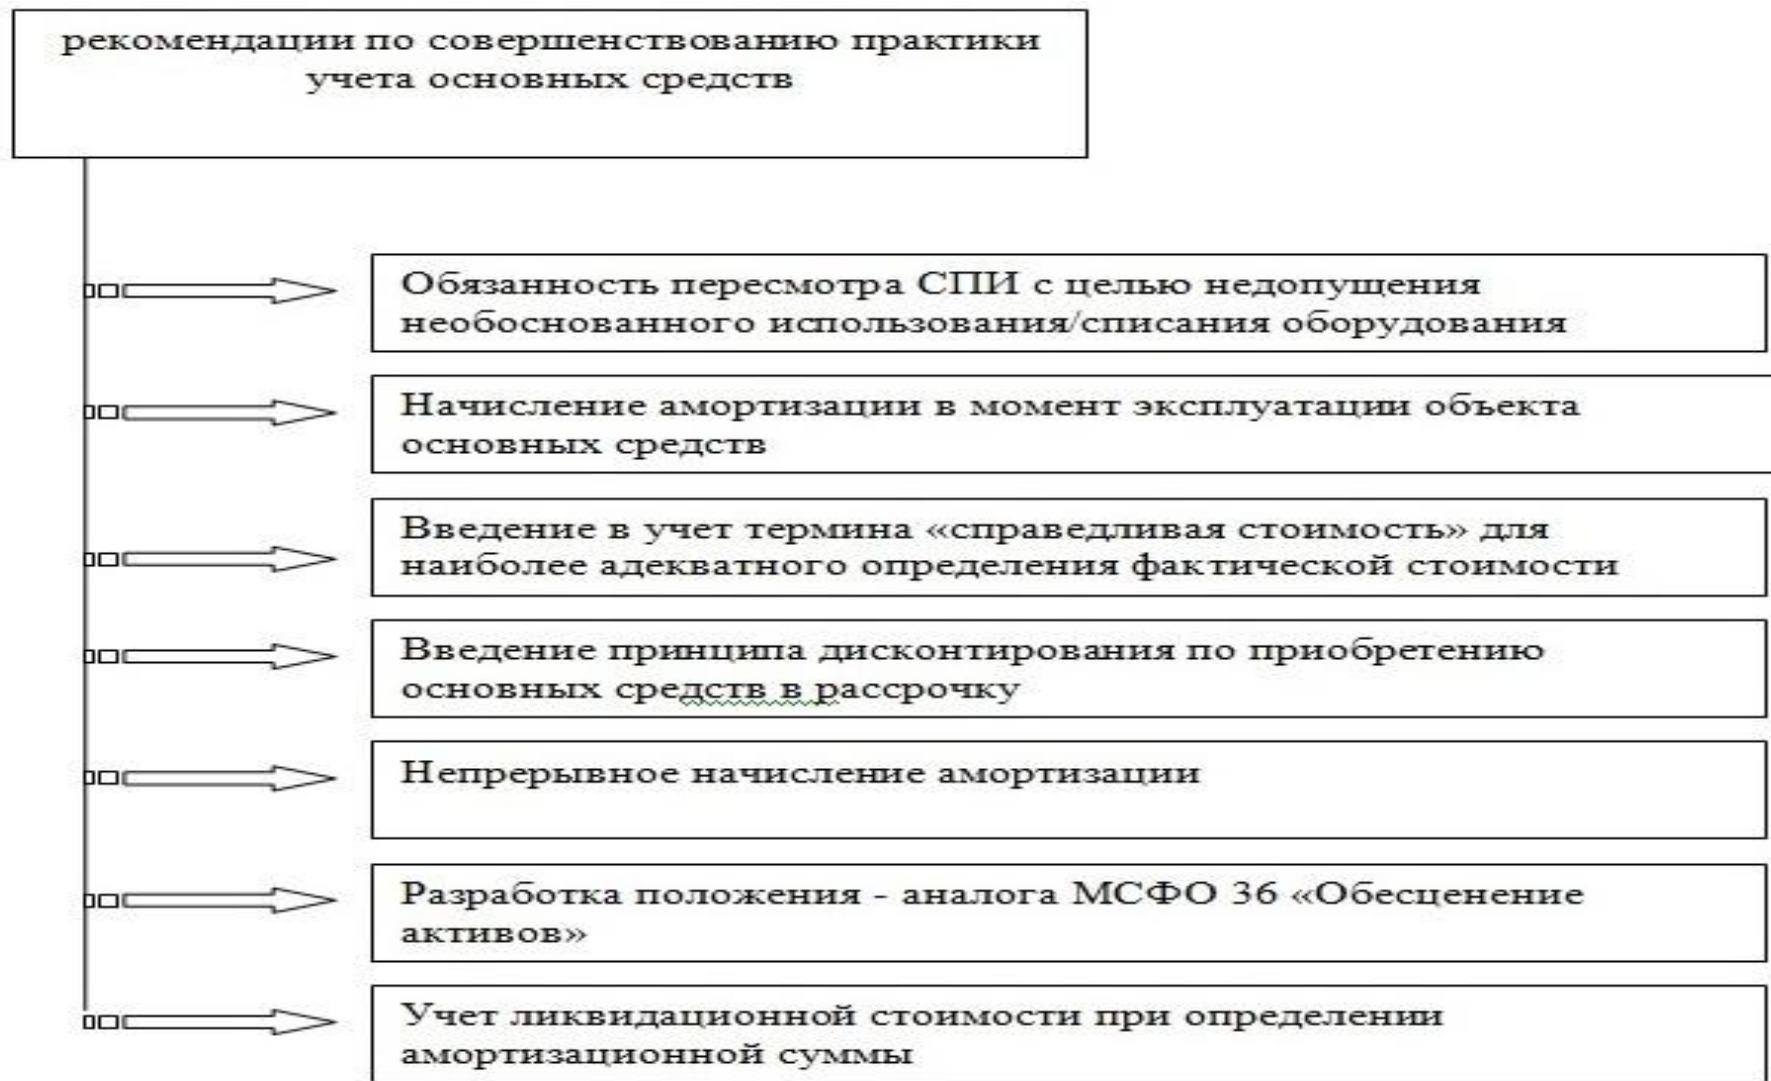 рекомендации по совершенствованию практики
учета основных средств
Обязанность пересмотра СПИ с целью недопущения
необоснованного использования/списания оборудования
Начисление амортизации в момент эксплуатации объекта
основных средств
Введение в учет термина «справедливая стоимость» для
наиболее адекватного определения фактической стоимости
Введение принципа дисконтирования по приобретению
основных средств в рассрочку
Непрерывное начисление амортизации
Разработка положения - аналога МСФО 36 «Обесценение
активов»
Учет ликвидационной стоимости при определении
амортизационной суммы